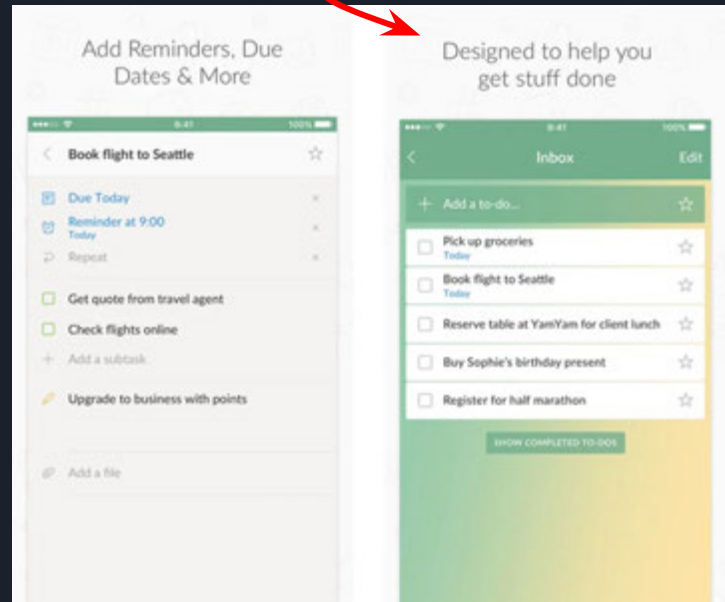 Add Reminders, Due
Dates & More
9:41
100%
Book flight to Seattle
Due Today
Reminder at 9:00
Today
Repeat
Get quote from travel agent
Check flights online
Add a subtask
Upgrade to business with points
Add a file
Designed to help you
get stuff done
9:41
100%
Inbox
Edit
Add a to-do...
Pick up groceries
Today
Book flight to Seattle
Today
Reserve table at YamYam for client lunch
Buy Sophie's birthday present
Register for half marathon
SHOW COMPLETED TO-DOS